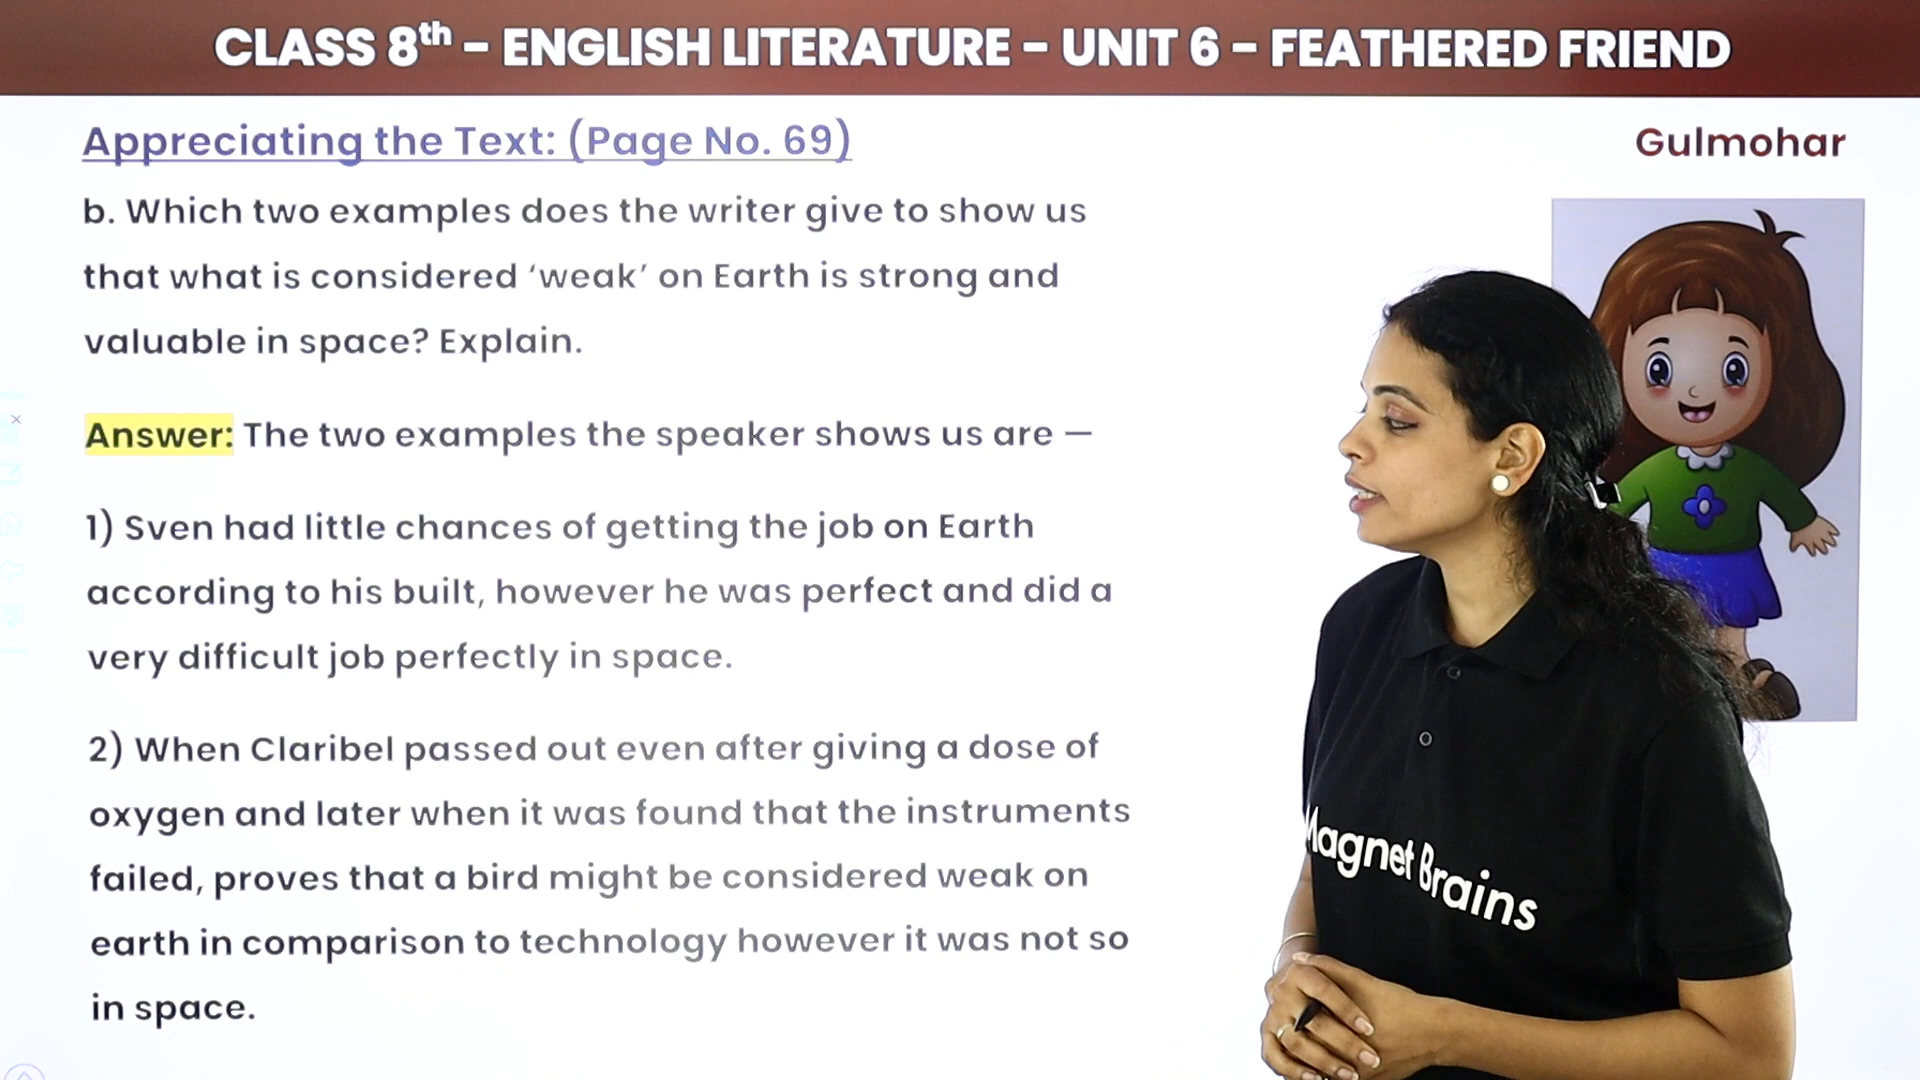 CLASS 8th – ENGLISH LITERATURE – UNIT 6 – FEATHERED FRIEND
Appreciating the Text: (Page No. 69)
Gulmohar
b. Which two examples does the writer give to show us
that what is considered ‘weak’ on Earth is strong and
valuable in space? Explain.
Answer: The two examples the speaker shows us are –
1) Sven had little chances of getting the job on Earth
according to his built, however he was perfect and did a
very difficult job perfectly in space.
2) When Claribel passed out even after giving a dose of
oxygen and later when it was found that the instruments
failed, proves that a bird might be considered weak on
earth in comparison to technology however it was not so
in space.
Magnet Brains